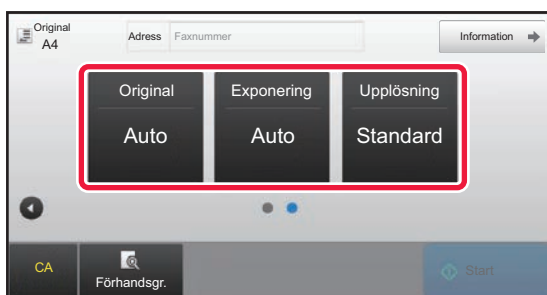 Original
A4
Adress Faxnummer
Information
Original Exponering Upplösning
Auto Auto Standard
CA
Förhandsgr.
Start